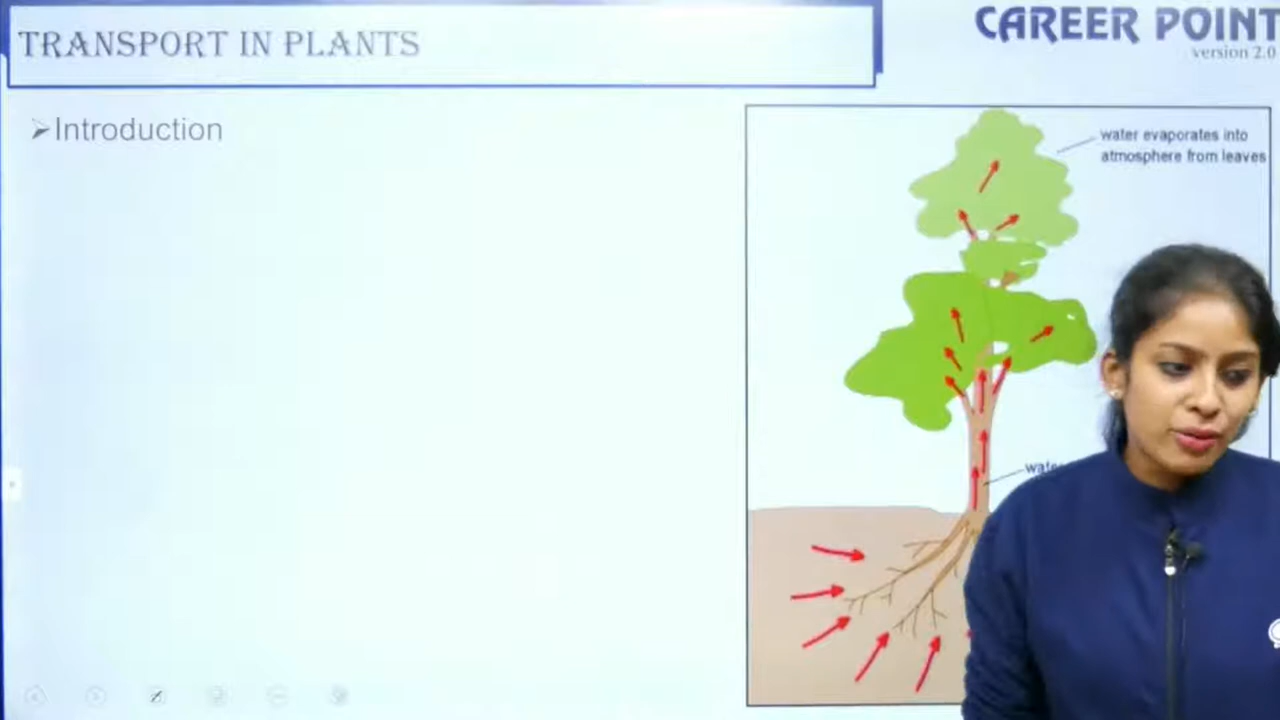 TRANSPORT IN PLANTS
CAREER POINT
version 2.0
➢Introduction
water evaporates into
atmosphere from leaves